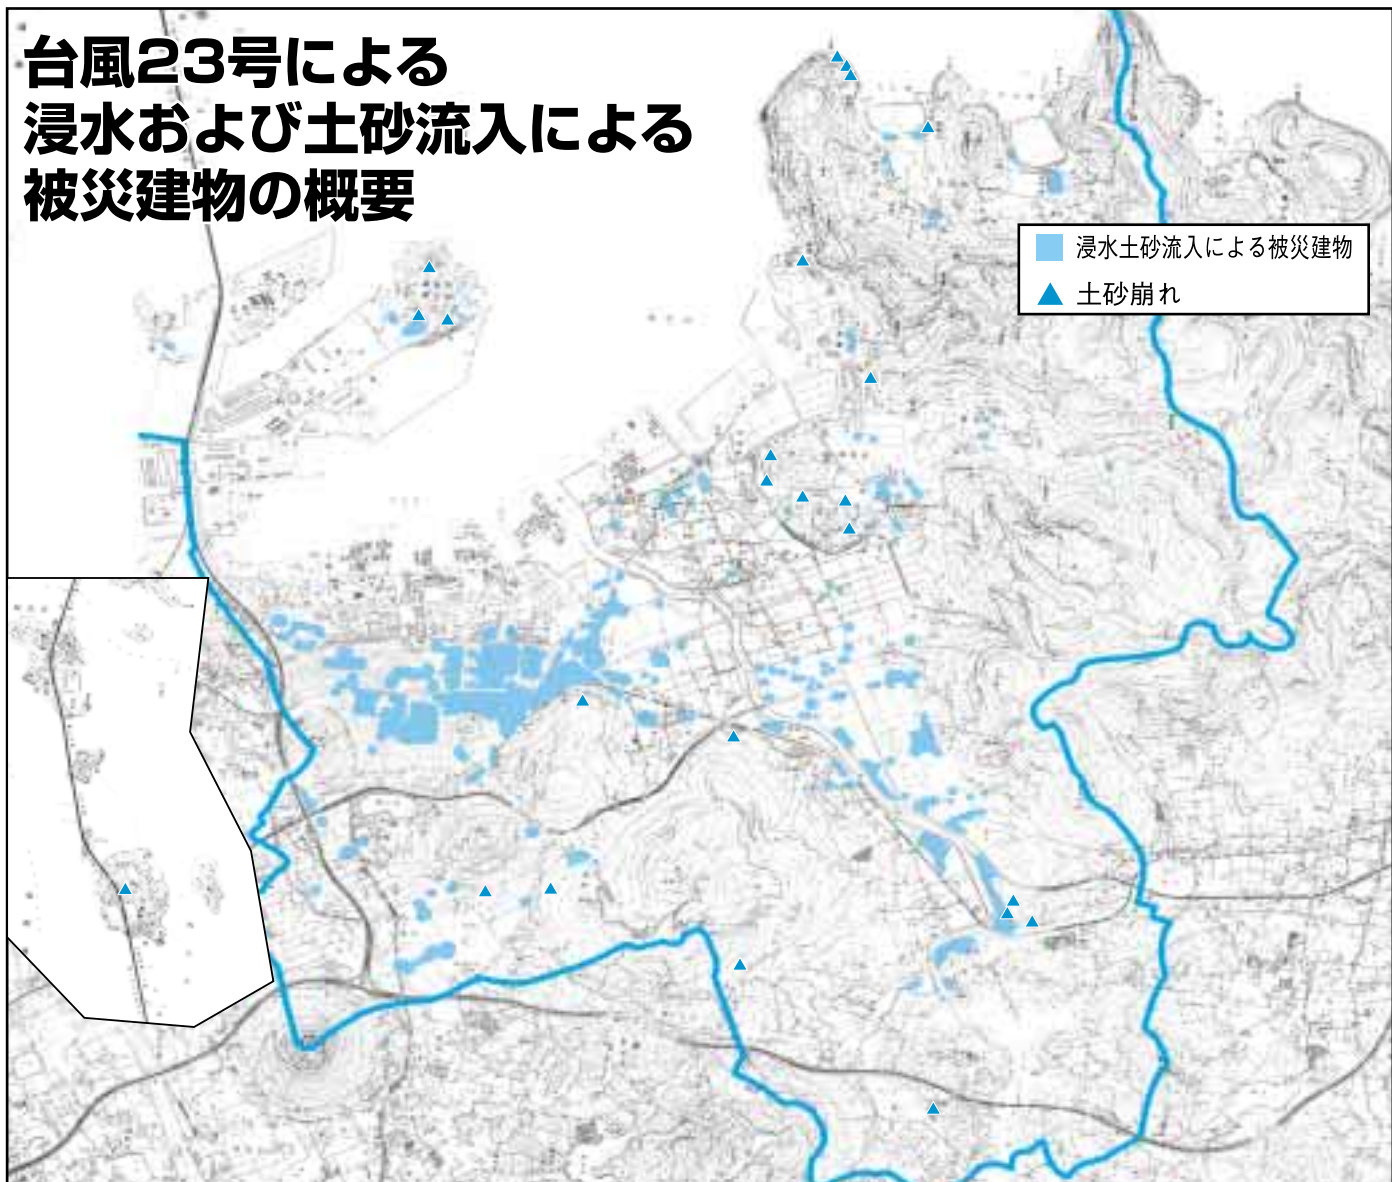 台風23号による
浸水および土砂流入による
被災建物の概要
浸水土砂流入による被災建物
土砂崩れ